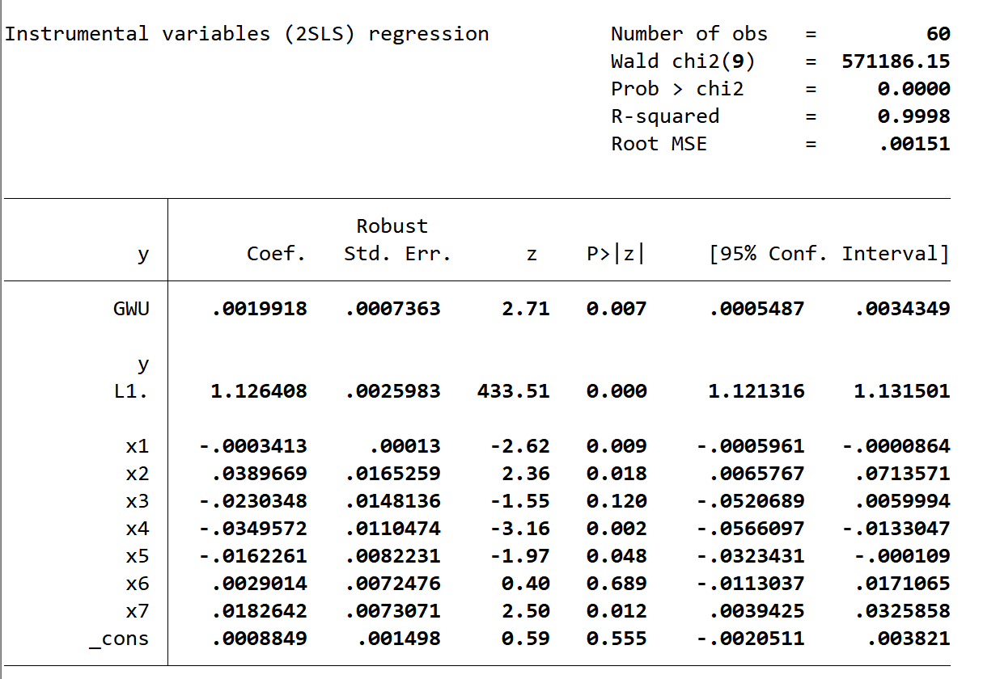 Instrumental variables (2SLS) regression Number of obs = 60
Wald chi2(9) = 571186.15
Prob > chi2 = 0.0000
R-squared = 0.9998
Root MSE = .00151
Robust
y Coef. Std. Err. z P>|z| [95% Conf. Interval]
GWU .0019918 .0007363 2.71 0.007 .0005487 .0034349
y
L1. 1.126408 .0025983 433.51 0.000 1.121316 1.131501
x1 -.0003413 .00013 -2.62 0.009 -.0005961 -.0000864
x2 .0389669 .0165259 2.36 0.018 .0065767 .0713571
x3 -.0230348 .0148136 -1.55 0.120 -.0520689 .0059994
x4 -.0349572 .0110474 -3.16 0.002 -.0566097 -.0133047
x5 -.0162261 .0082231 -1.97 0.048 -.0323431 -.000109
x6 .0029014 .0072476 0.40 0.689 -.0113037 .0171065
x7 .0182642 .0073071 2.50 0.012 .0039425 .0325858
_cons .0008849 .001498 0.59 0.555 -.0020511 .003821